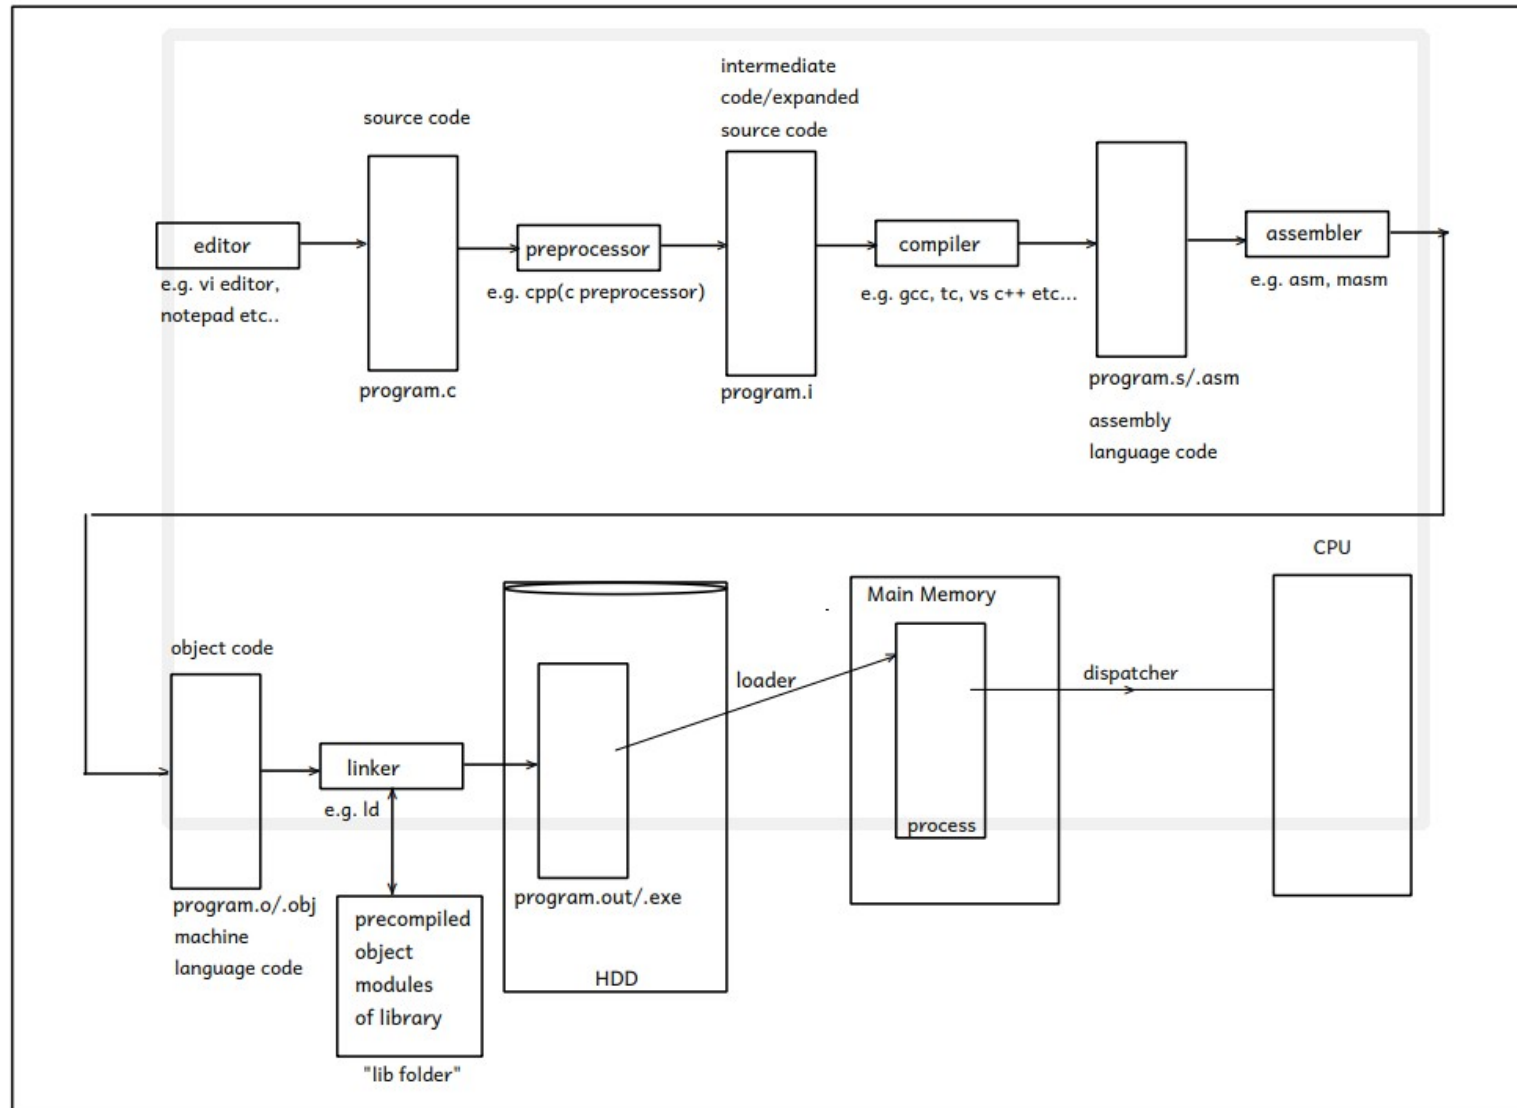 intermediate
code/expanded
source code
source code
editor
preprocessor
compiler
assembler
e.g. vi editor,
notepad etc..
e.g. cpp(c preprocessor)
e.g. gcc, tc, vs c++ etc...
e.g. asm, masm
program.c
program.i
program.s/.asm
assembly
language code
CPU
Main Memory
object code
loader
dispatcher
linker
e.g. ld
process
program.o/.obj
machine
language code
precompiled
object
modules
of library
"lib folder"
program.out/.exe
HDD